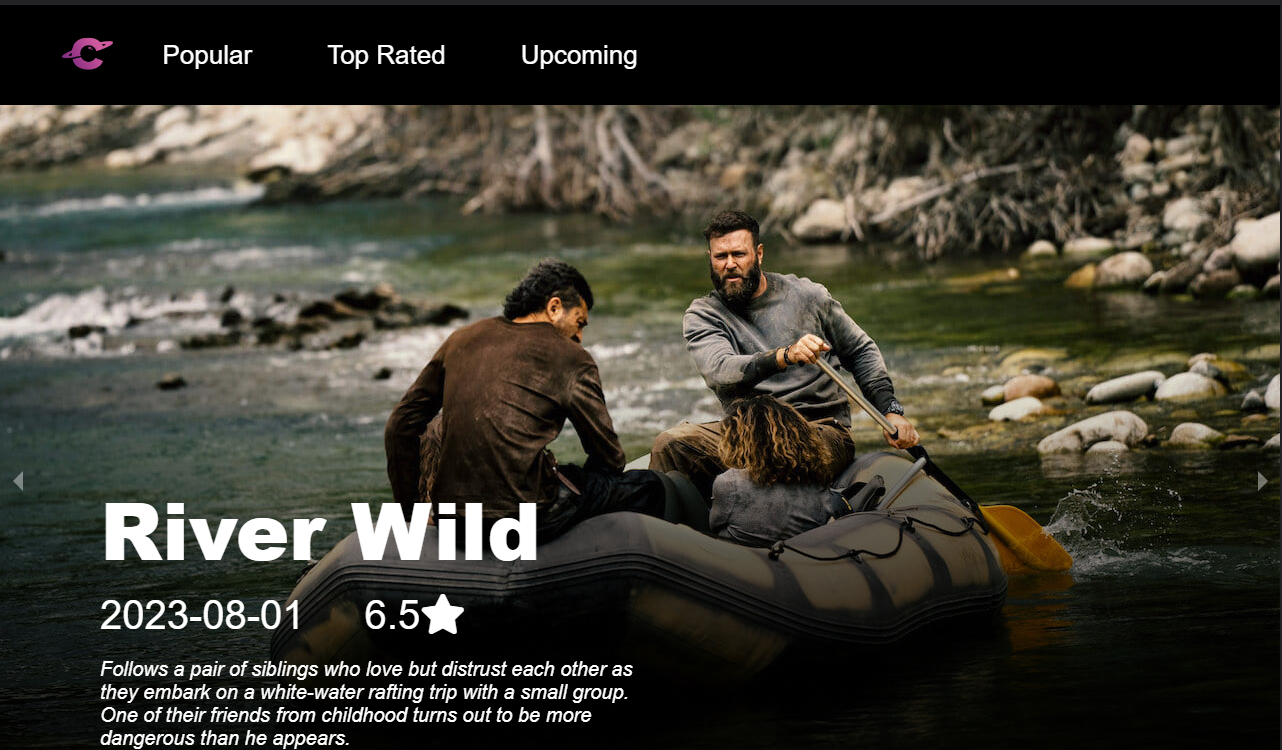 Popular Top Rated Upcoming
River Wild
2023-08-01 6.5
Follows a pair of siblings who love but distrust each other as
they embark on a white-water rafting trip with a small group.
One of their friends from childhood turns out to be more
dangerous than he appears.